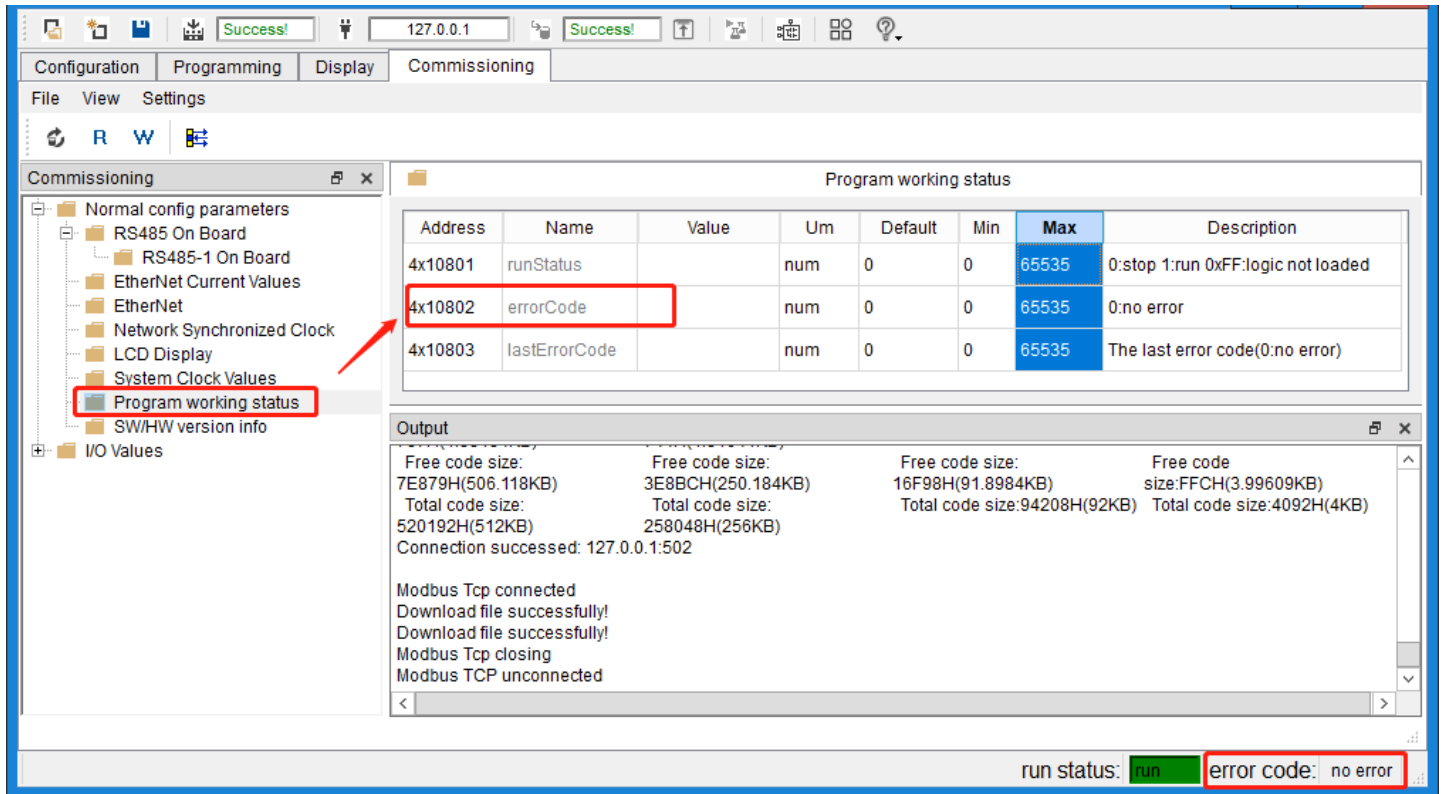 Success! 127.0.0.1 Success!
Configuration Programming Display Commissioning
File View Settings
R W
Commissioning
Normal config parameters
RS485 On Board
RS485-1 On Board
EtherNet Current Values
EtherNet
Network Synchronized Clock
LCD Display
System Clock Values
Program working status
SW/HW version info
I/O Values
Program working status
Address Name Value Um Default Min Max Description
4x10801 runStatus num 0 0 65535 0:stop 1:run 0xFF:logic not loaded
4x10802 errorCode num 0 0 65535 0:no error
4x10803 lastErrorCode num 0 0 65535 The last error code(0:no error)
Output
Free code size: Free code size: Free code size: Free code
7E879H(506.118KB) 3E8BCH(250.184KB) 16F98H(91.8984KB) size:FFCH(3.99609KB)
Total code size: Total code size: Total code size:94208H(92KB) Total code size:4092H(4KB)
520192H(512KB) 258048H(256KB)
Connection successed: 127.0.0.1:502
Modbus Tcp connected
Download file successfully!
Download file successfully!
Modbus Tcp closing
Modbus TCP unconnected
run status: run error code: no error